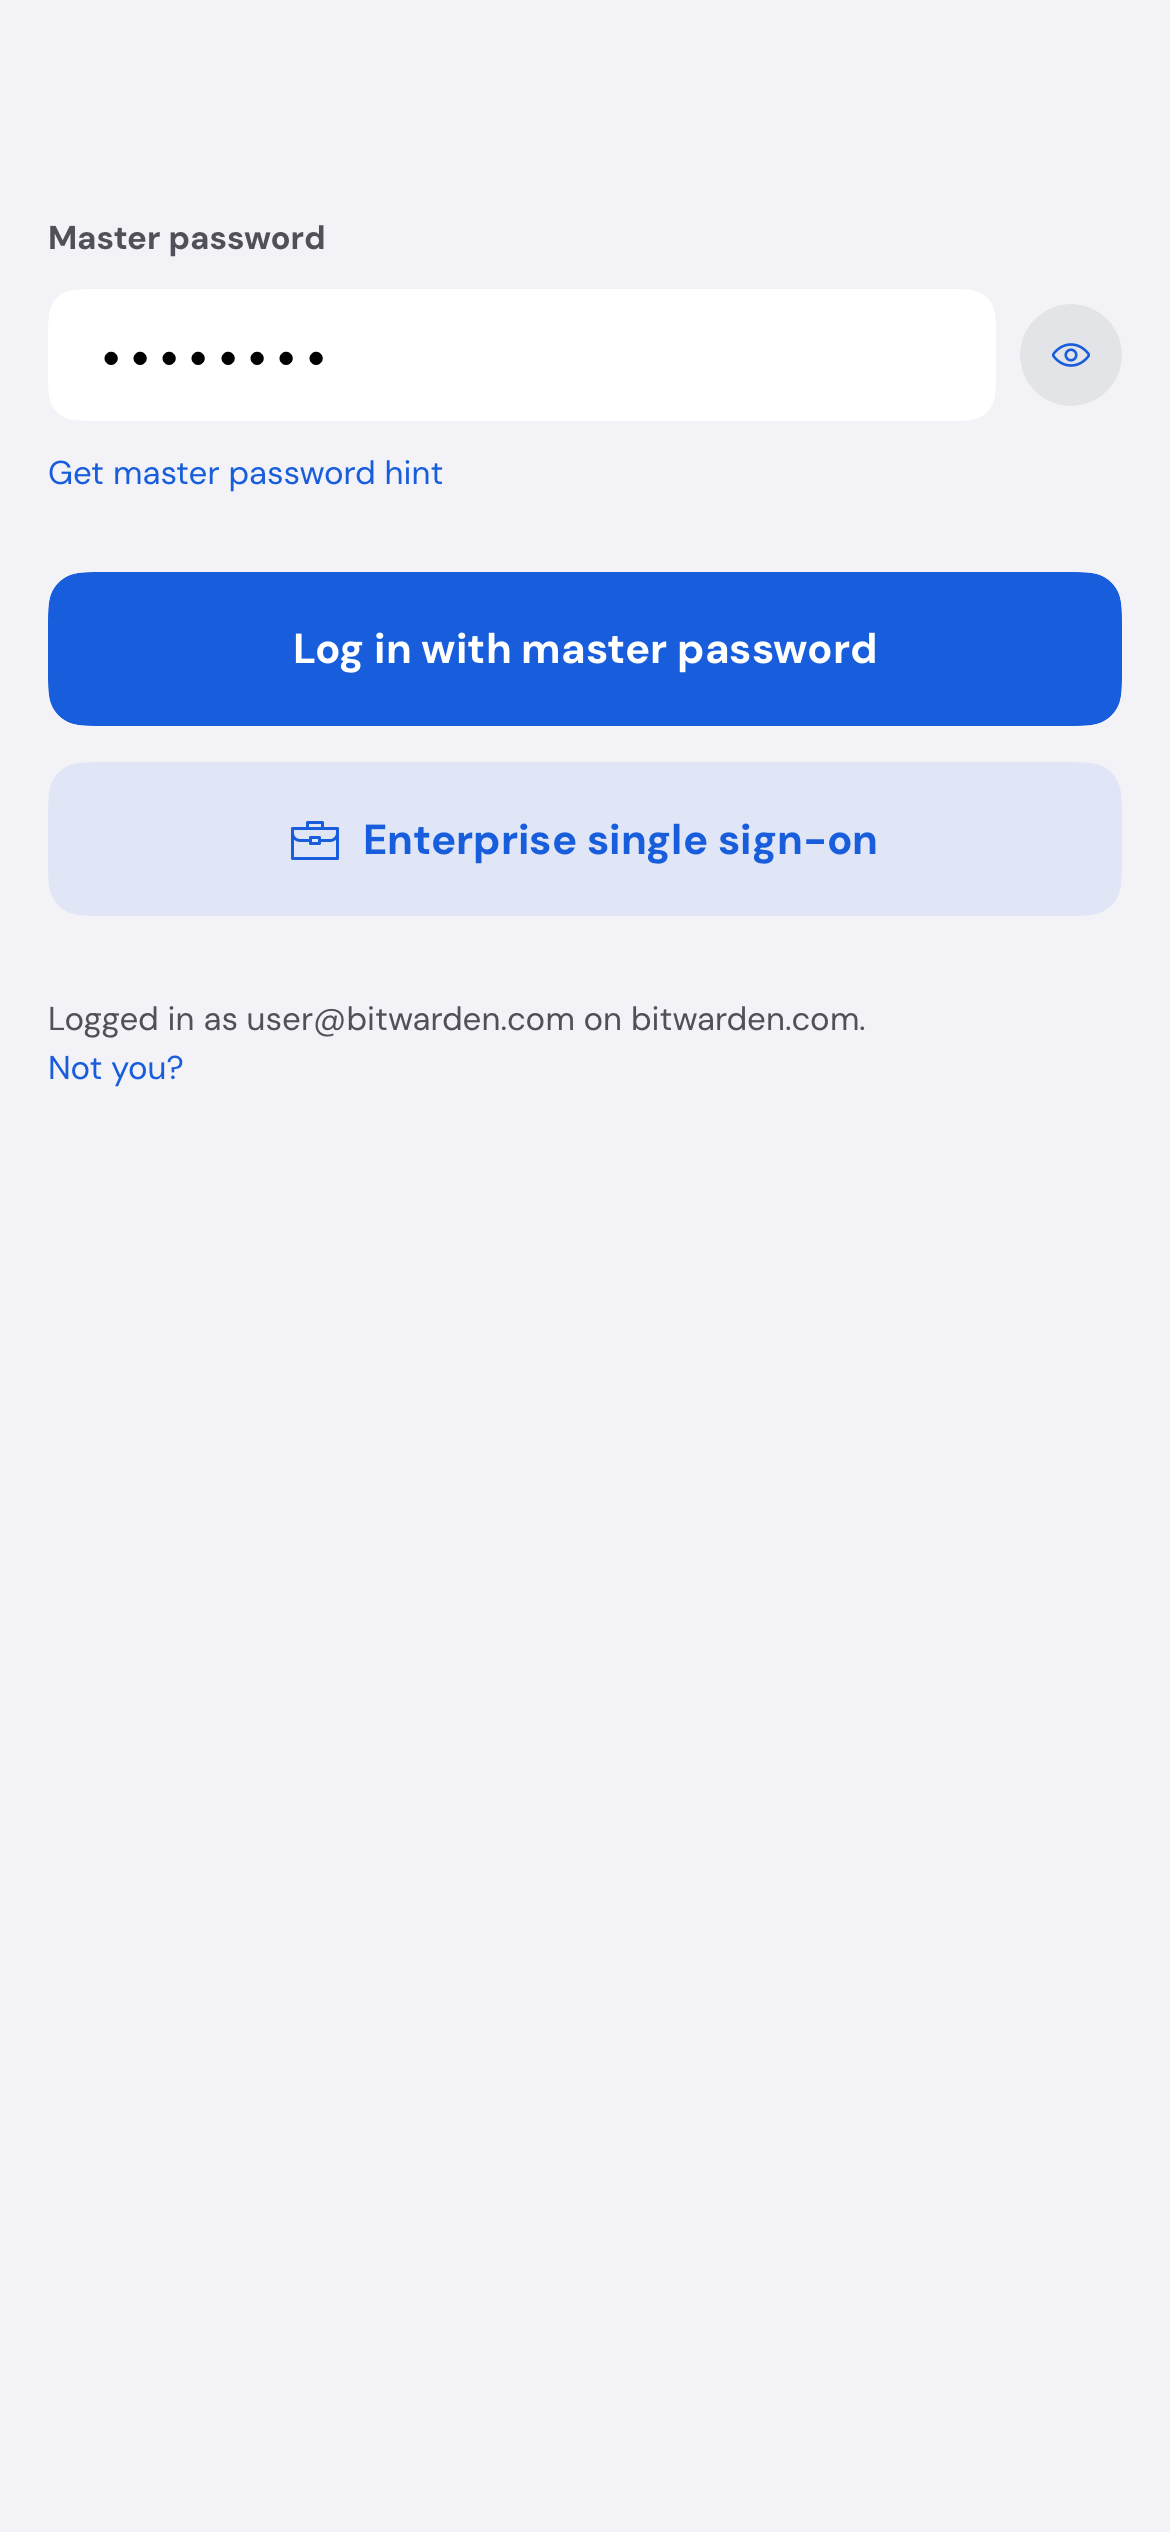 Master password
••••••••
Get master password hint
Log in with master password
Enterprise single sign-on
Logged in as user@bitwarden.com on bitwarden.com.
Not you?